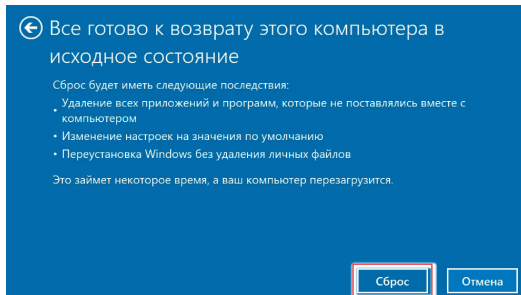 Все готово к возврату этого компьютера в
исходное состояние
Сброс будет иметь следующие последствия:
• Удаление всех приложений и программ, которые не поставлялись вместе с
компьютером
• Изменение настроек на значения по умолчанию
• Переустановка Windows без удаления личных файлов
Это займет некоторое время, а ваш компьютер перезагрузится.
Сброс Отмена